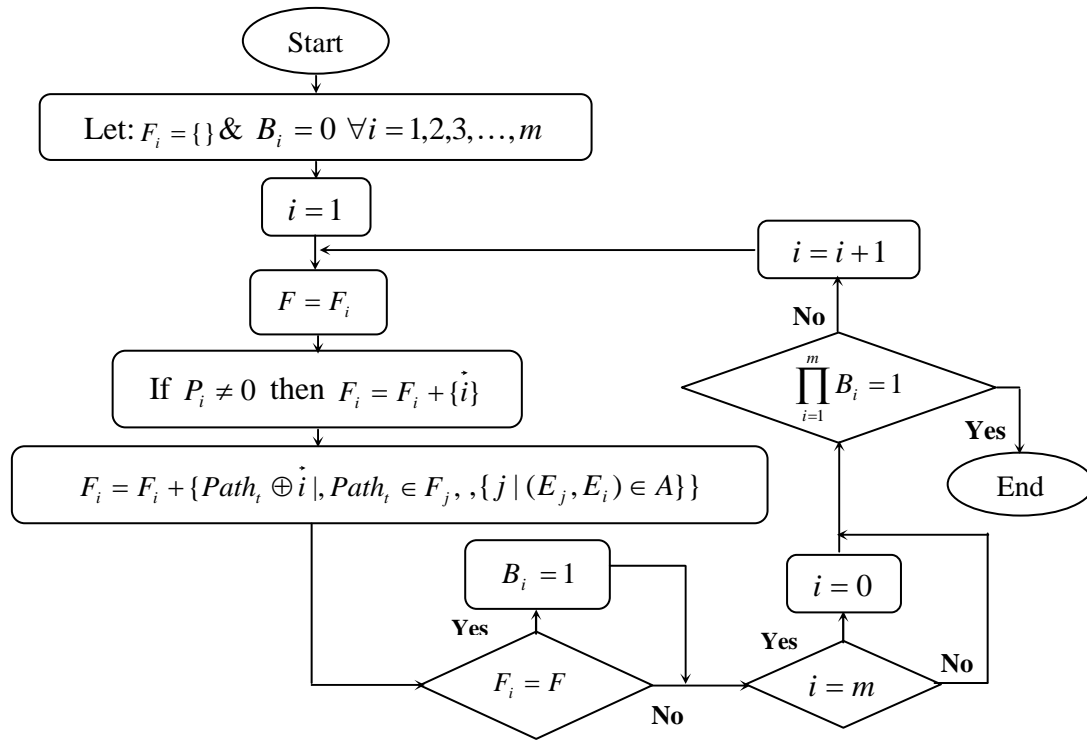 Start
Let: F_i = {} & B_i = 0 ∀i = 1,2,3,…,m
i = 1
i = i + 1
F = F_i
No
If P_i ≠ 0 then F_i = F_i + {i}
∏_{i=1}^{m} B_i = 1
Yes
F_i = F_i + {Path_t ⊕ i |, Path_t ∈ F_j, ,{j | (E_j, E_i) ∈ A}}
End
B_i = 1
i = 0
Yes
Yes
No
F_i = F
i = m
No